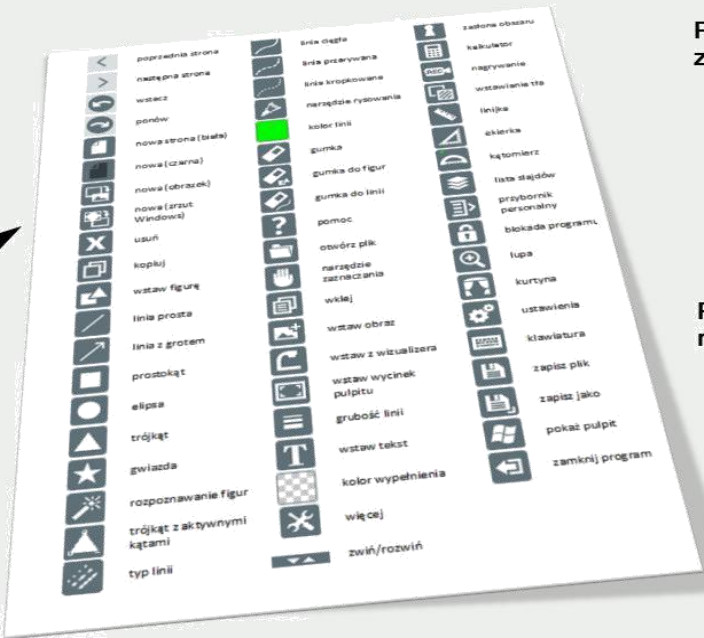 poprzednia strona
następna strona
wstecz
ponów
nowa strona (biała)
nowa (czarna)
nowa (obrazek)
nowa (zrzut
Windows)
usuń
kopiuj
wstaw figurę
linia prosta
linia z grotem
prostokąt
elipsa
trójkąt
gwiazda
rozpoznawanie figur
trójkąt z aktywnymi
kątami
typ linii
linia ciągła
linia przerywana
linia kropkowana
narzędzie rysowania
kolor linii
gumka
gumka do figur
gumka do linii
pomoc
otwórz plik
narzędzie
zaznaczania
wklej
wstaw obraz
wstaw z wizualizera
wstaw wycinek
pulpitu
grubość linii
wstaw tekst
kolor wypełnienia
więcej
zwiń/rozwiń
zasłona obszaru
kalkulator
REC
nagrywanie
wstawianie tła
linijka
ekierka
kątomierz
lista slajdów
przybornik
personalny
blokada programu
lupa
kurtyna
ustawienia
klawiatura
zapisz plik
zapisz jako
pokaż pulpit
zamknij program